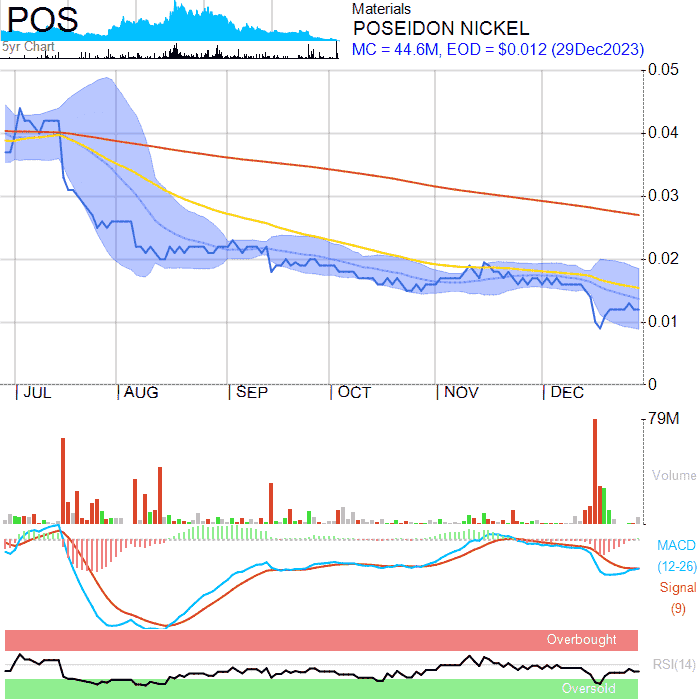 POS
5yr Chart
Materials
POSEIDON NICKEL
MC = 44.6M, EOD = $0.012 (29Dec2023)
0.05
0.04
0.03
0.02
0.01
0
JUL AUG SEP OCT NOV DEC
79M
Volume
MACD
(12-26)
Signal
(9)
Overbought
RSI(14)
Oversold